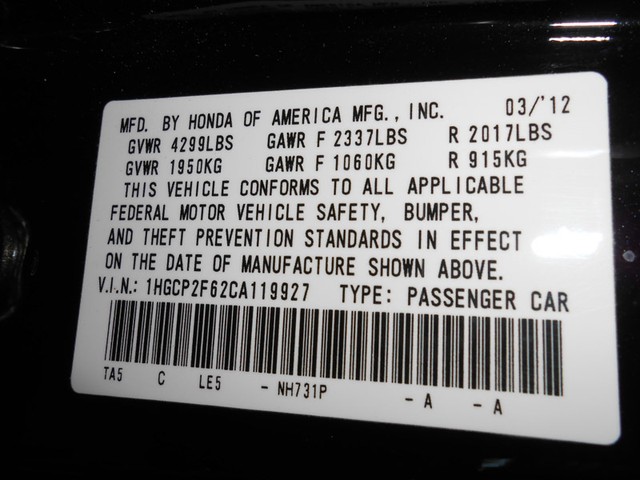 MFD. BY HONDA OF AMERICA MFG., INC. 03/'12
GVWR 4299LBS GAWR F 2337LBS R 2017LBS
GVWR 1950KG GAWR F 1060KG R 915KG
THIS VEHICLE CONFORMS TO ALL APPLICABLE
FEDERAL MOTOR VEHICLE SAFETY, BUMPER,
AND THEFT PREVENTION STANDARDS IN EFFECT
ON THE DATE OF MANUFACTURE SHOWN ABOVE.
V.I.N.: 1HGCP2F62CA119927 TYPE: PASSENGER CAR
TA5 C LE5 - NH731P - A - A